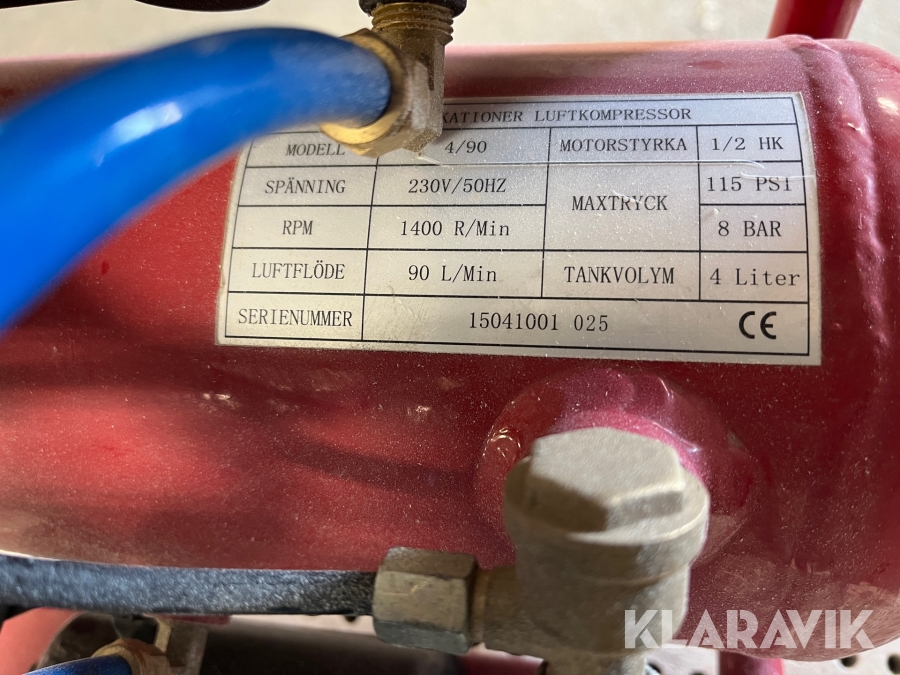 LUFTKOMPRESSOR
MODELL 4/90 MOTORSTYRKA 1/2 HK
SPÄNNING 230V/50HZ MAXTRYCK 115 PSI
RPM 1400 R/Min 8 BAR
LUFTFLÖDE 90 L/Min TANKVOLYM 4 Liter
SERIENUMMER 15041001 025 CE
KLARAVIK